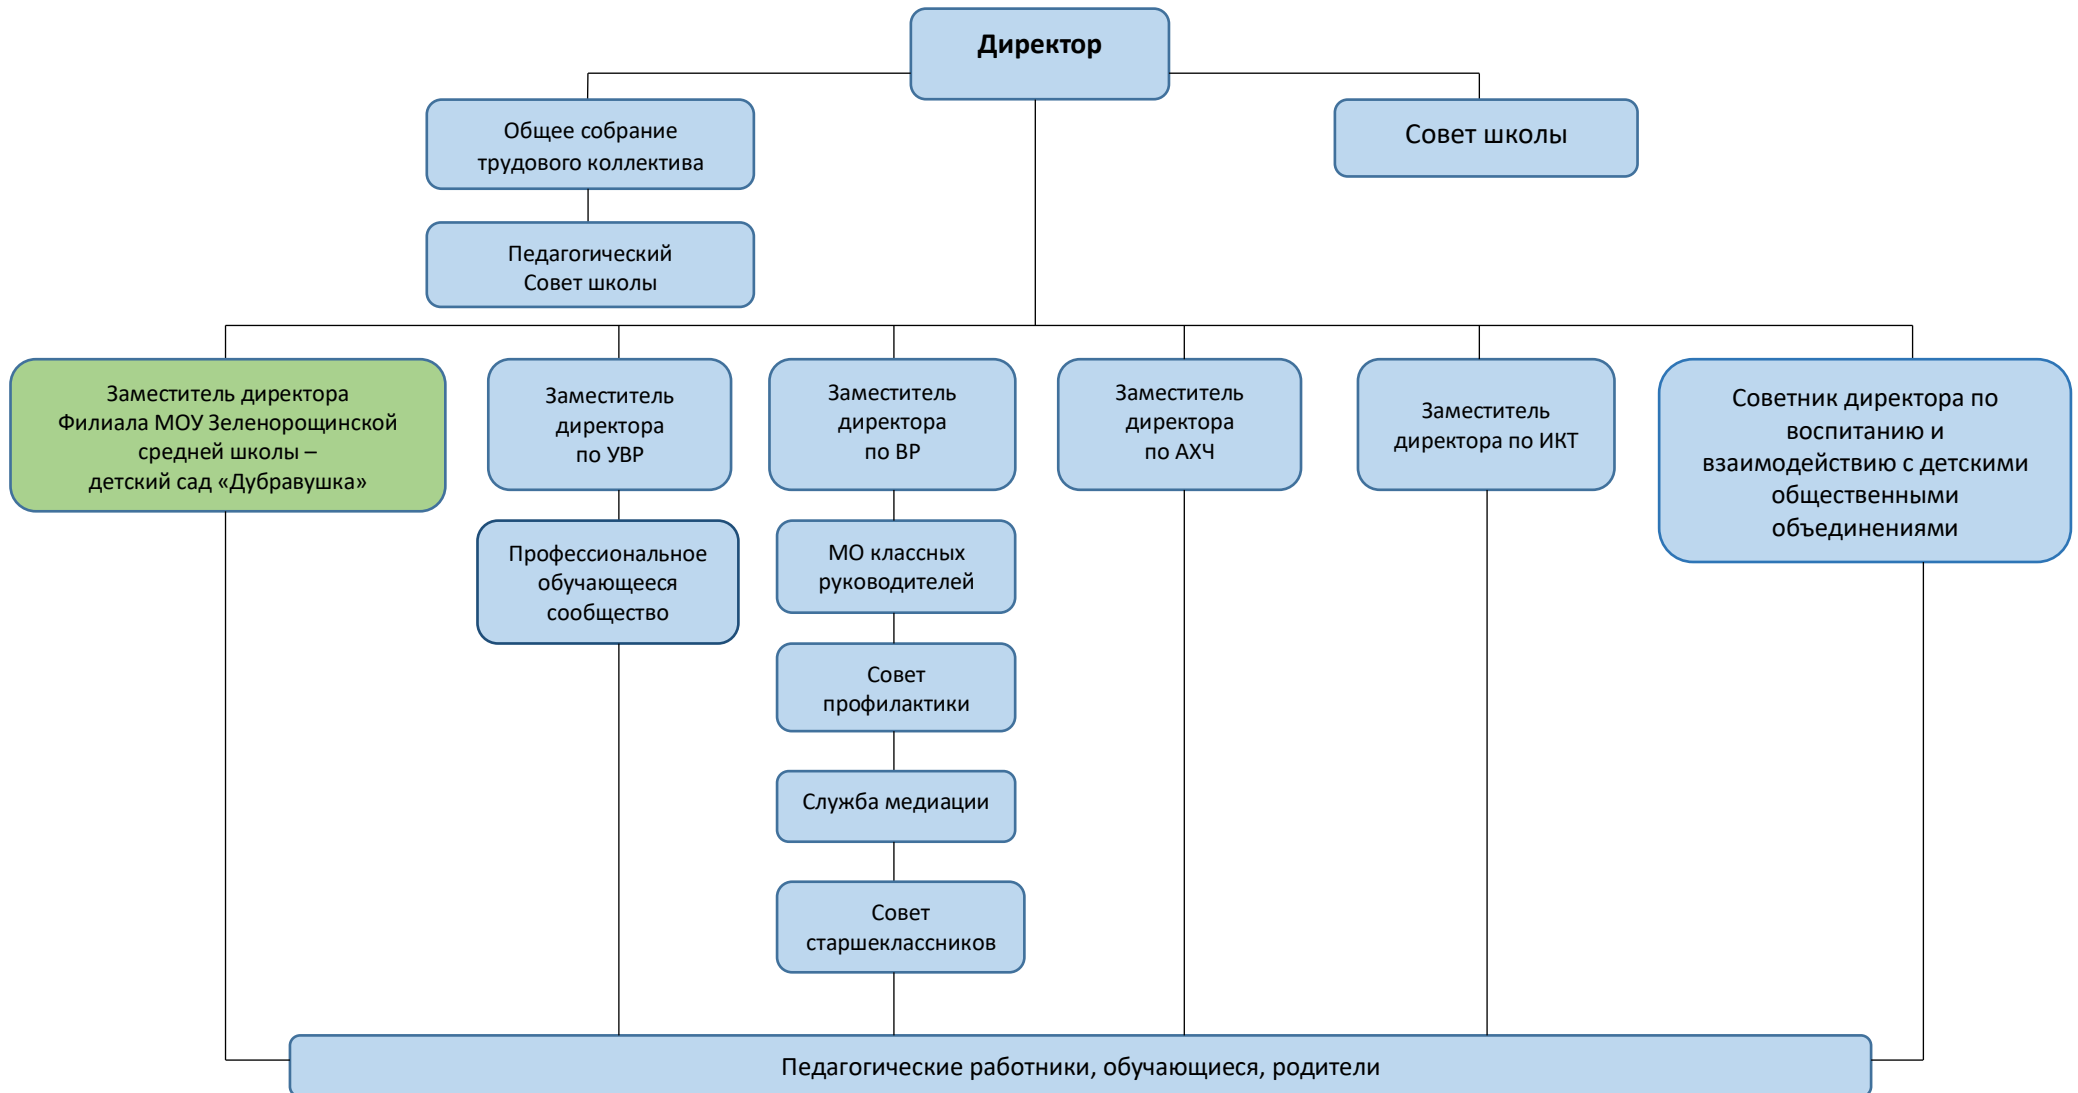 Директор
Общее собрание
трудового коллектива
Совет школы
Педагогический
Совет школы
Заместитель директора
Филиала МОУ Зеленорощинской
средней школы –
детский сад «Дубравушка»
Заместитель
директора
по УВР
Заместитель
директора
по ВР
Заместитель
директора
по АХЧ
Заместитель
директора по ИКТ
Советник директора по
воспитанию и
взаимодействию с детскими
общественными
объединениями
Профессиональное
обучающееся
сообщество
МО классных
руководителей
Совет
профилактики
Служба медиации
Совет
старшеклассников
Педагогические работники, обучающиеся, родители